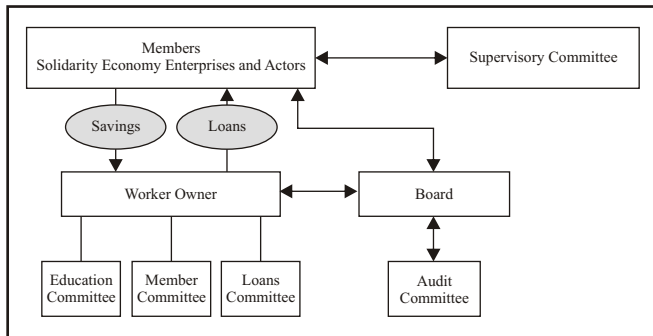 Members
Solidarity Economy Enterprises and Actors
Supervisory Committee
Savings
Loans
Worker Owner
Board
Education
Committee
Member
Committee
Loans
Committee
Audit
Committee